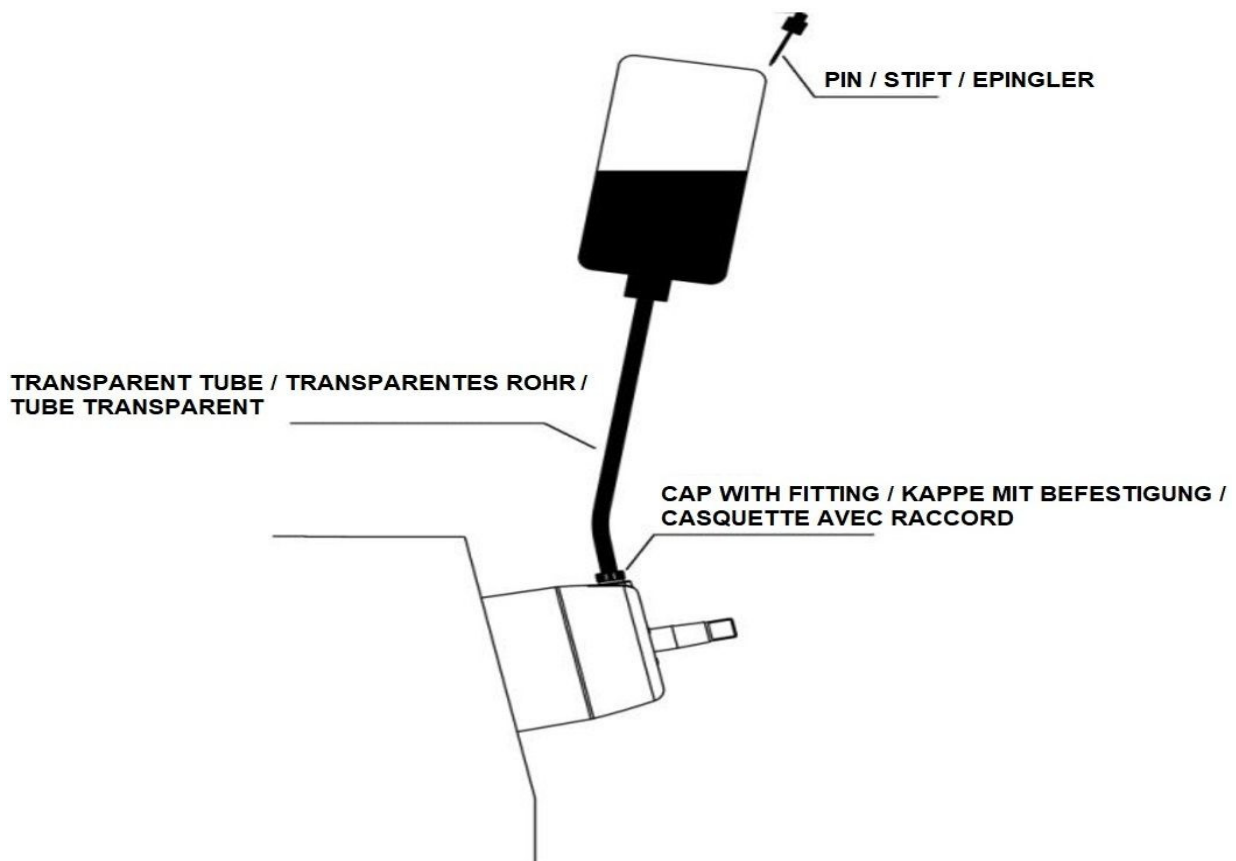 PIN / STIFT / EPINGLER
TRANSPARENT TUBE / TRANSPARENTES ROHR /
TUBE TRANSPARENT
CAP WITH FITTING / KAPPE MIT BEFESTIGUNG /
CASQUETTE AVEC RACCORD